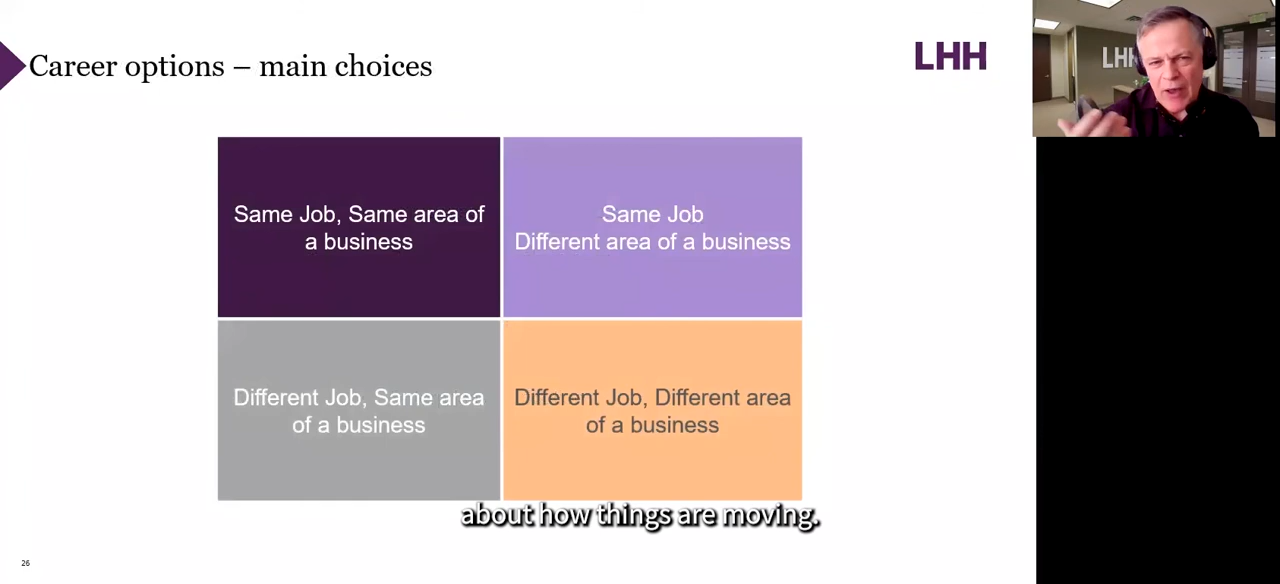 Career options – main choices
LHH
LHH
Same Job, Same area of
a business
Same Job
Different area of a business
Different Job, Same area
of a business
Different Job, Different area
of a business
about how things are moving.
26